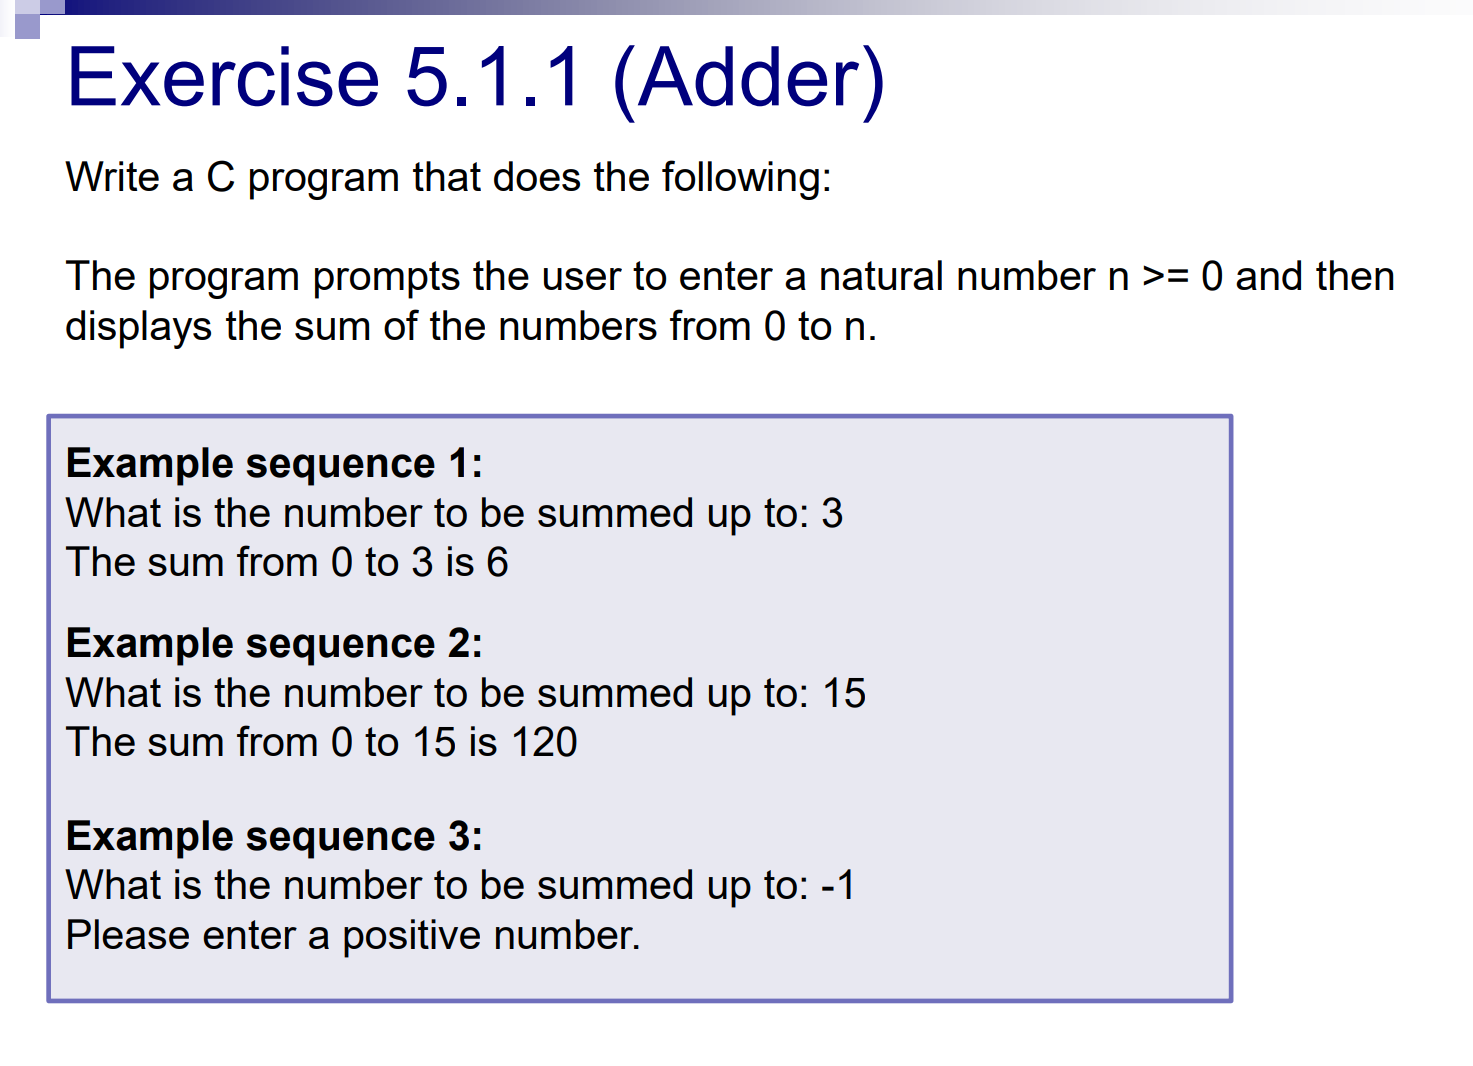 Exercise 5.1.1 (Adder)
Write a C program that does the following:
The program prompts the user to enter a natural number n >= 0 and then
displays the sum of the numbers from 0 to n.
Example sequence 1:
What is the number to be summed up to: 3
The sum from 0 to 3 is 6
Example sequence 2:
What is the number to be summed up to: 15
The sum from 0 to 15 is 120
Example sequence 3:
What is the number to be summed up to: -1
Please enter a positive number.